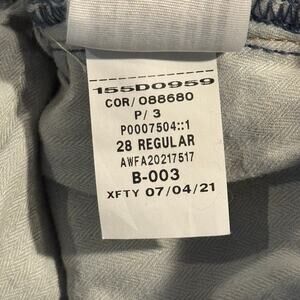 155D0959
COR/088680
P/ 3
P0007504::1
28 REGULAR
AWFA20217517
B-003
XFTY 07/04/21